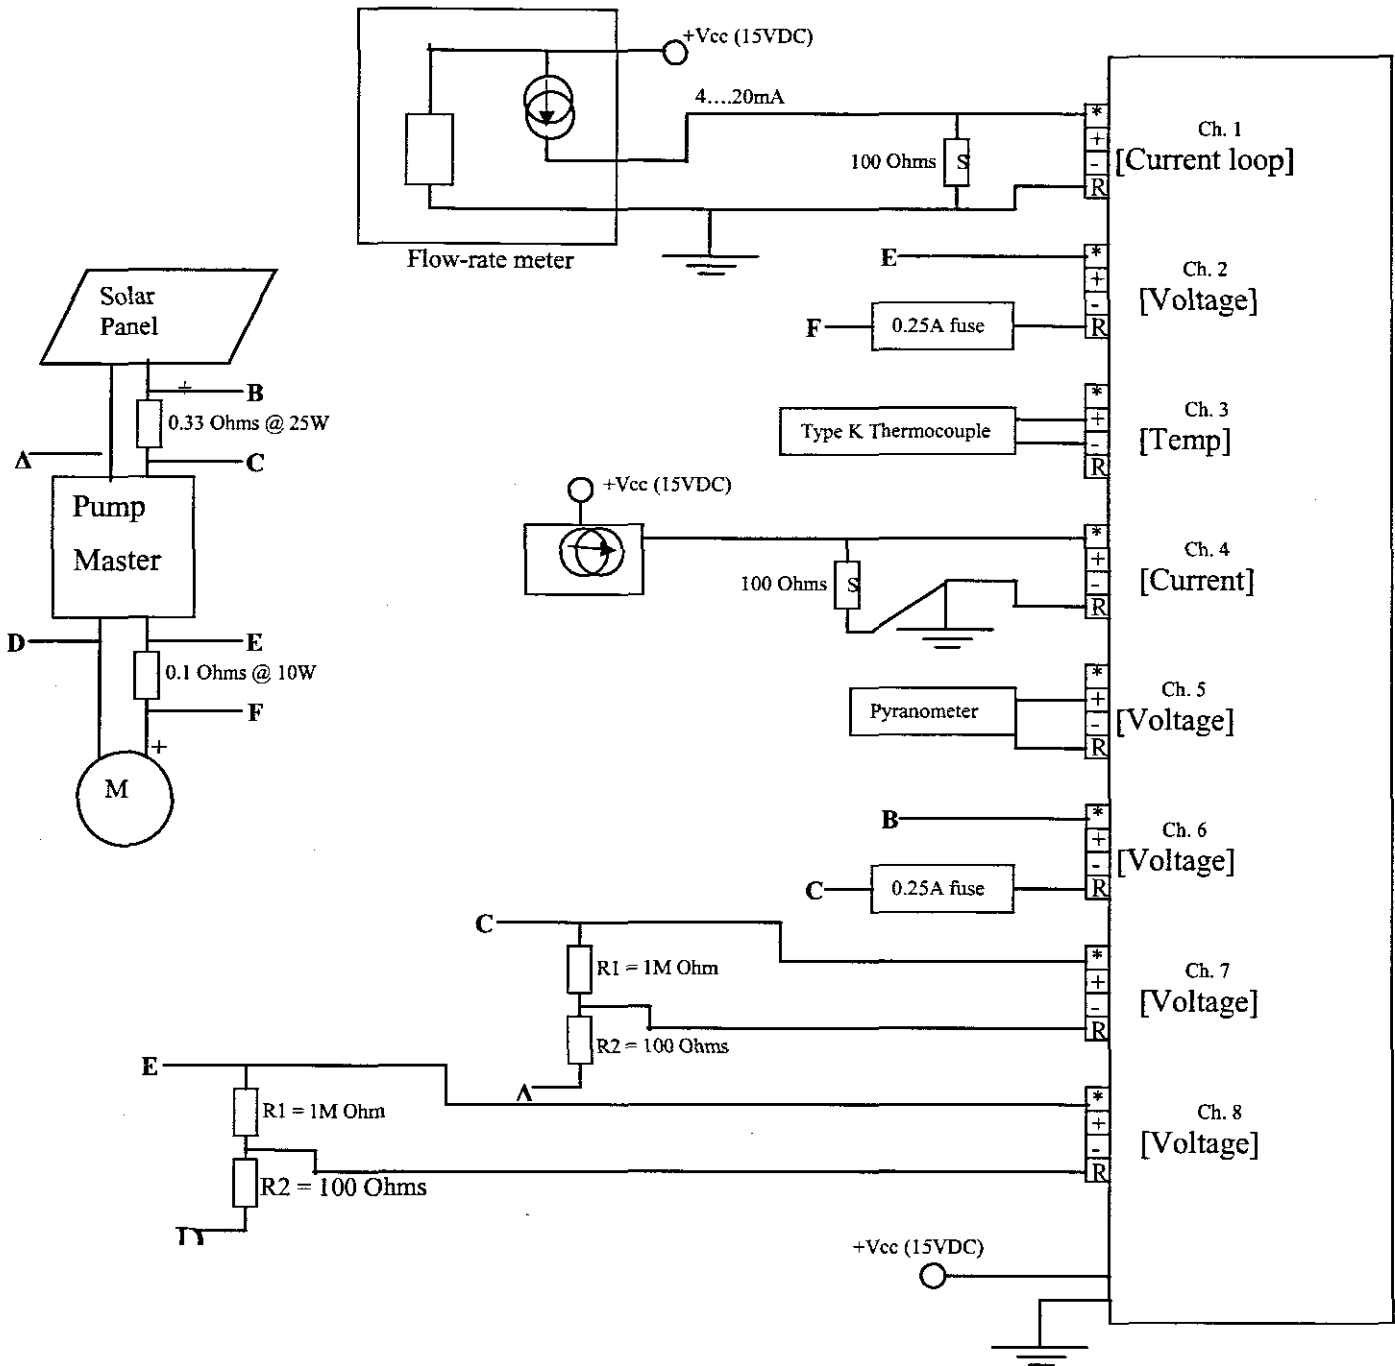 +Vcc (15VDC)
4....20mA
100 Ohms
S
*
+
-
R
Ch. 1
[Current loop]
Flow-rate meter
E
F
0.25A fuse
*
+
-
R
Ch. 2
[Voltage]
Solar
Panel
+
B
0.33 Ohms @ 25W
A
C
Pump
Master
D
E
0.1 Ohms @ 10W
F
+
M
Type K Thermocouple
*
+
-
R
Ch. 3
[Temp]
+Vcc (15VDC)
100 Ohms
S
*
+
-
R
Ch. 4
[Current]
Pyranometer
*
+
-
R
Ch. 5
[Voltage]
B
C
0.25A fuse
*
+
-
R
Ch. 6
[Voltage]
C
R1 = 1M Ohm
R2 = 100 Ohms
A
*
+
-
R
Ch. 7
[Voltage]
E
R1 = 1M Ohm
R2 = 100 Ohms
D
*
+
-
R
Ch. 8
[Voltage]
+Vcc (15VDC)